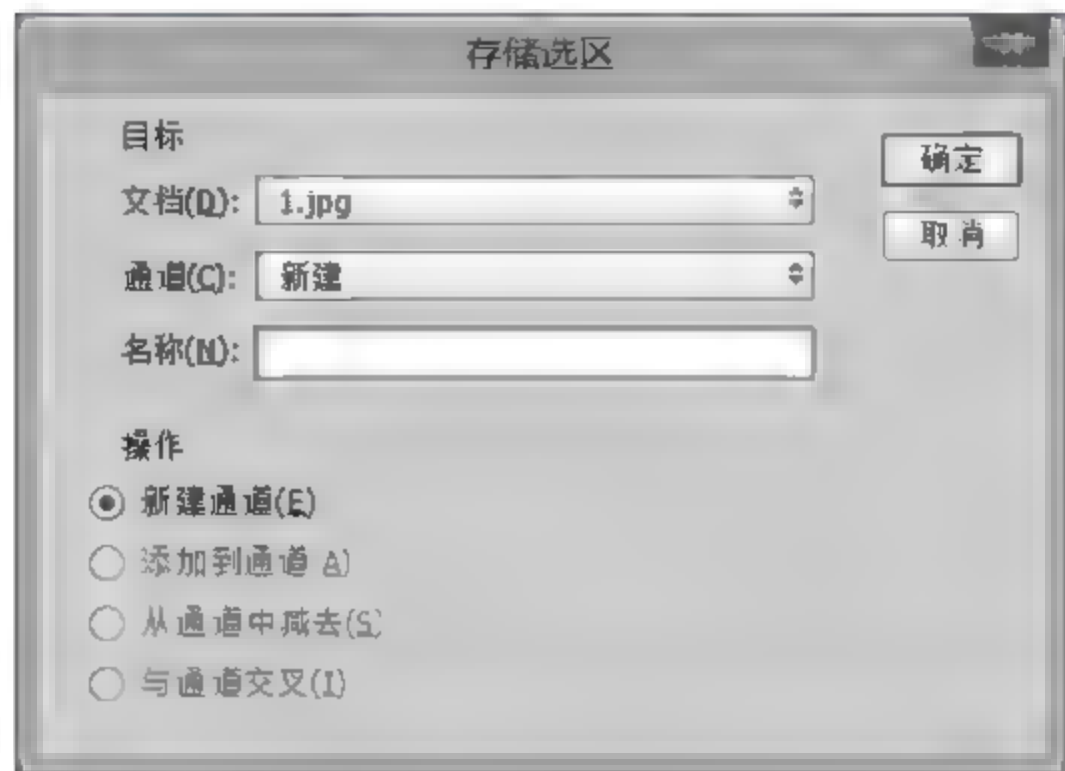 存储选区
目标
文档(D): 1.jpg
通道(C): 新建
名称(N):
确定
取消
操作
新建通道(E)
添加到通道 A)
从通道中减去(S)
与通道交叉(I)